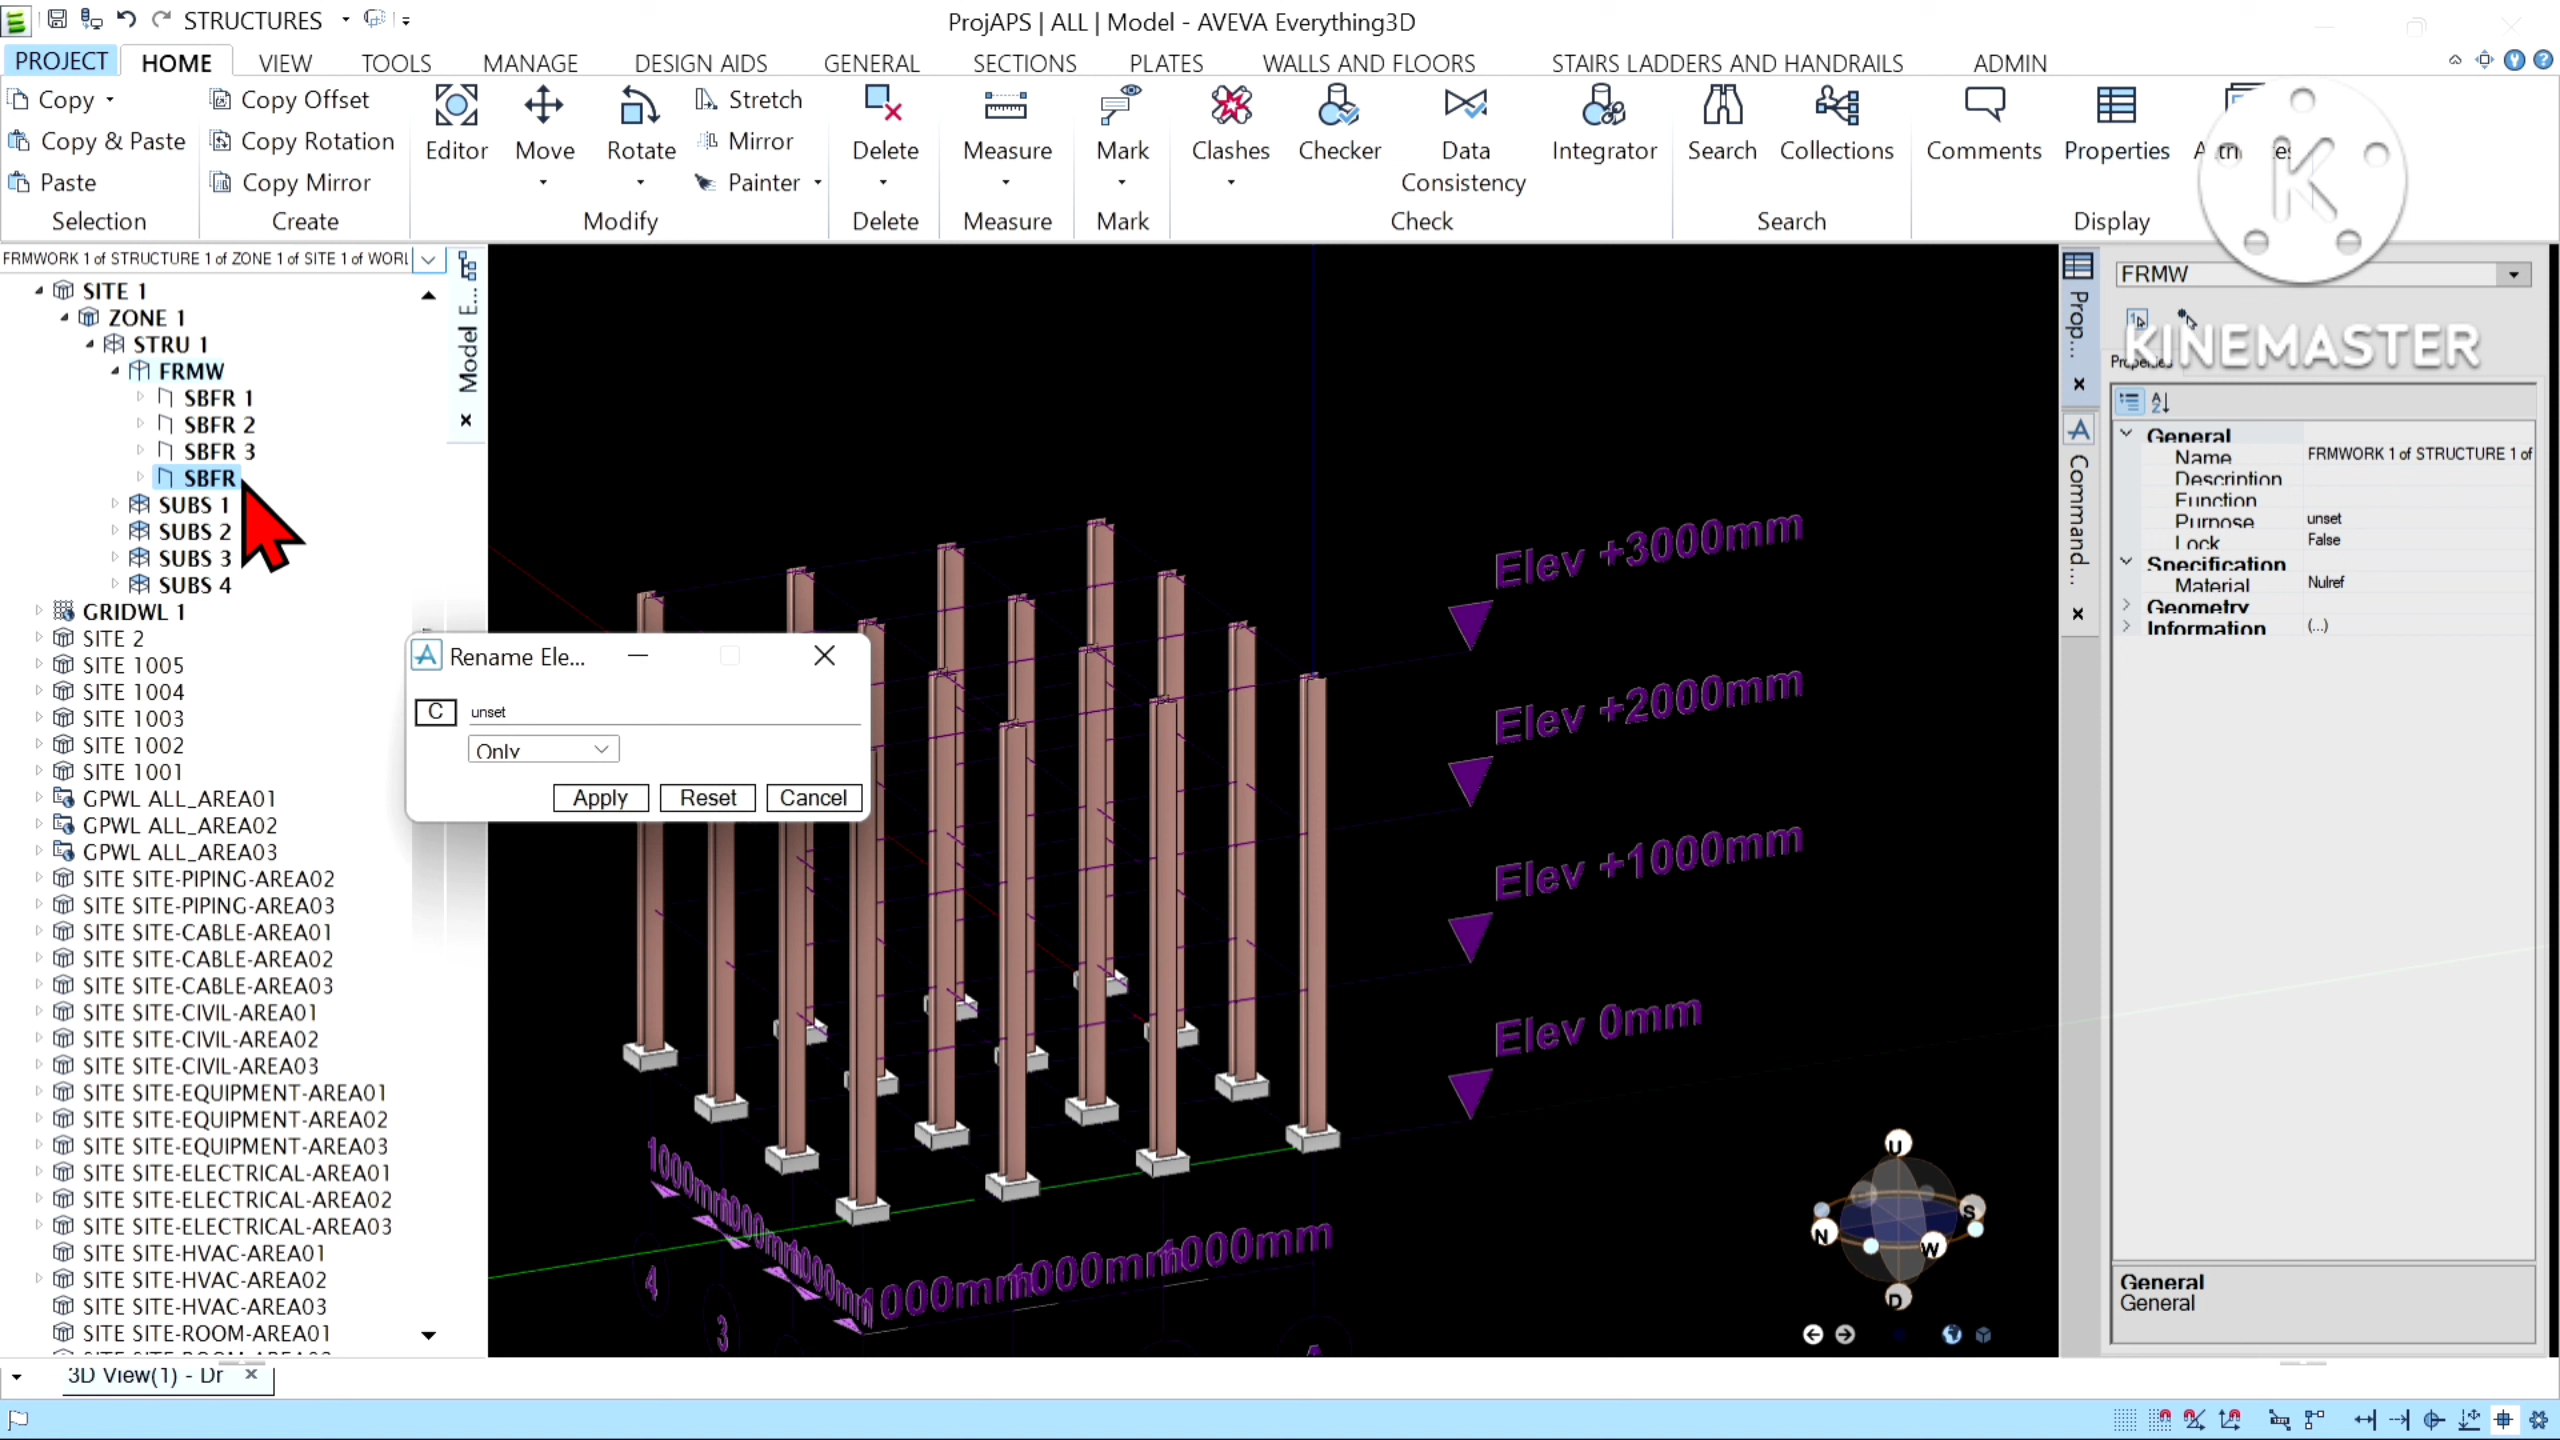 STRUCTURES
ProjAPS | ALL | Model - AVEVA Everything3D
PROJECT HOME VIEW TOOLS MANAGE DESIGN AIDS GENERAL SECTIONS PLATES WALLS AND FLOORS STAIRS LADDERS AND HANDRAILS ADMIN
Copy
Copy & Paste
Paste
Selection
Copy Offset
Copy Rotation
Copy Mirror
Create
Editor
Move
Rotate
Stretch
Mirror
Painter
Modify
Delete
Delete
Measure
Measure
Mark
Mark
Clashes
Checker
Data
Consistency
Integrator
Check
Search
Collections
Search
Comments
Properties
Display
K
KINEMASTER
FRMWORK 1 of STRUCTURE 1 of ZONE 1 of SITE 1 of WORL
SITE 1
ZONE 1
STRU 1
FRMW
SBFR 1
SBFR 2
SBFR 3
SBFR
SUBS 1
SUBS 2
SUBS 3
SUBS 4
GRIDWL 1
SITE 2
SITE 1005
SITE 1004
SITE 1003
SITE 1002
SITE 1001
GPWL ALL_AREA01
GPWL ALL_AREA02
GPWL ALL_AREA03
SITE SITE-PIPING-AREA02
SITE SITE-PIPING-AREA03
SITE SITE-CABLE-AREA01
SITE SITE-CABLE-AREA02
SITE SITE-CABLE-AREA03
SITE SITE-CIVIL-AREA01
SITE SITE-CIVIL-AREA02
SITE SITE-CIVIL-AREA03
SITE SITE-EQUIPMENT-AREA01
SITE SITE-EQUIPMENT-AREA02
SITE SITE-EQUIPMENT-AREA03
SITE SITE-ELECTRICAL-AREA01
SITE SITE-ELECTRICAL-AREA02
SITE SITE-ELECTRICAL-AREA03
SITE SITE-HVAC-AREA01
SITE SITE-HVAC-AREA02
SITE SITE-HVAC-AREA03
SITE SITE-ROOM-AREA01
Model E...
Rename Ele...
C unset
Only
Apply Reset Cancel
Elev +3000mm
Elev +2000mm
Elev +1000mm
Elev 0mm
1000mm
1000mm
1000mm
1000mm
1000mm
1000mm
4
3
U
N
S
W
D
Prop...
Command...
FRMW
Properties
General
Name FRMWORK 1 of STRUCTURE 1 of
Description
Function
Purpose unset
Lock False
Specification
Material Nulref
Geometry
Information (...)
General
General
3D View(1) - Dr